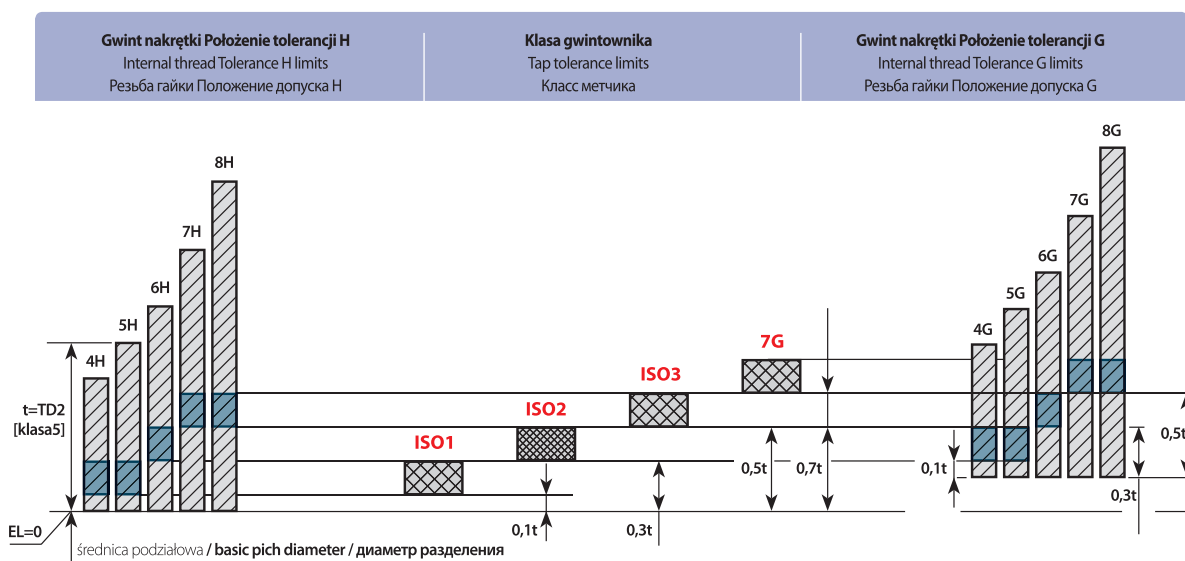 Gwint nakrętki Położenie tolerancji H
Internal thread Tolerance H limits
Резьба гайки Положение допуска H
Klasa gwintownika
Tap tolerance limits
Класс метчика
Gwint nakrętki Położenie tolerancji G
Internal thread Tolerance G limits
Резьба гайки Положение допуска G
8H
7H
6H
5H
4H
t=TD2
[klasa5]
EL=0
ISO1
ISO2
ISO3
7G
0,1t
0,3t
0,5t
0,7t
4G
5G
6G
7G
8G
0,1t
0,3t
0,5t
średnica podziałowa / basic pich diameter / диаметр разделения